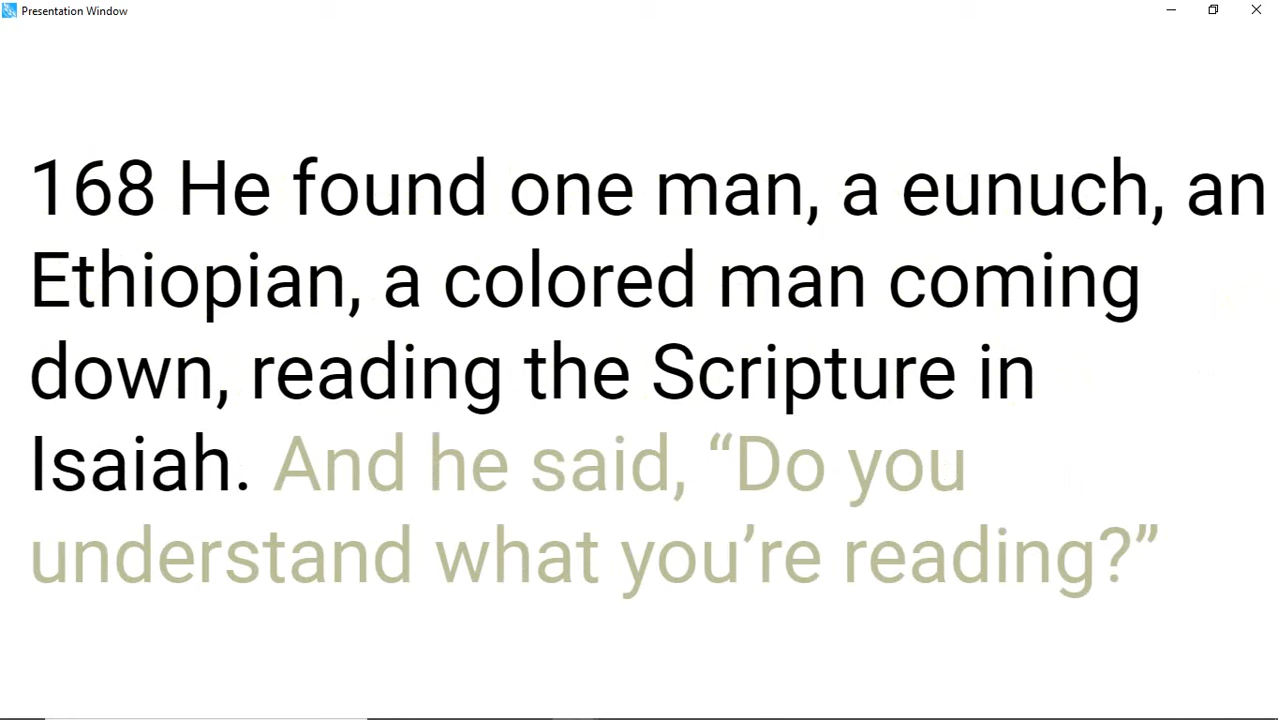 Presentation Window
168 He found one man, a eunuch, an
Ethiopian, a colored man coming
down, reading the Scripture in
Isaiah. And he said, “Do you
understand what you’re reading?”